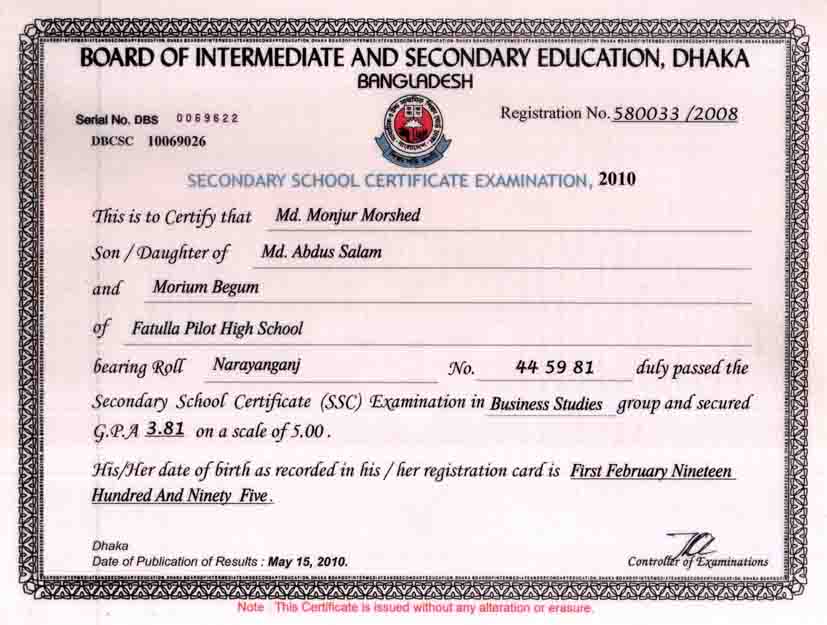 BOARD OF INTERMEDIATE AND SECONDARY EDUCATION, DHAKA
BANGLADESH
Serial No. DBS 0069622
Registration No. 580033 /2008
DBCSC 10069026
SECONDARY SCHOOL CERTIFICATE EXAMINATION, 2010
This is to Certify that Md. Monjur Morshed
Son / Daughter of Md. Abdus Salam
and Morium Begum
of Fatulla Pilot High School
bearing Roll Narayanganj No. 44 59 81 duly passed the
Secondary School Certificate (SSC) Examination in Business Studies group and secured
G.P.A 3.81 on a scale of 5.00 .
His/Her date of birth as recorded in his / her registration card is First February Nineteen
Hundred And Ninety Five .
Dhaka
Date of Publication of Results : May 15, 2010.
Controller of Examinations
Note : This Certificate is issued without any alteration or erasure.